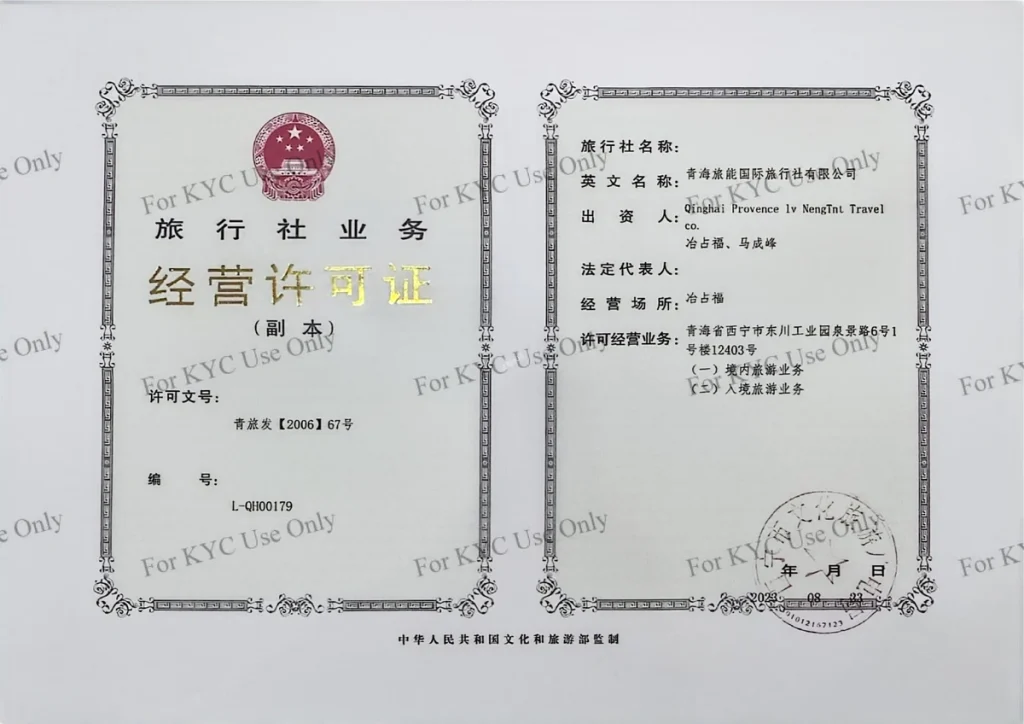 旅行社业务
经营许可证
(副本)
许可文号:
青旅发【2006】67号
编 号:
L-QH00179
旅行社名称:
青海旅能国际旅行社有限公司
英文名称:
Qinghai Provence lv NengTnt Travel
co.
出资人:
冶占福、马成峰
法定代表人:
冶占福
经营场所:
青海省西宁市东川工业园泉景路6号1
号楼12403号
许可经营业务:
(一)境内旅游业务
(二)入境旅游业务
年 月 日
2023 08
中华人民共和国文化和旅游部监制
For KYC Use Only